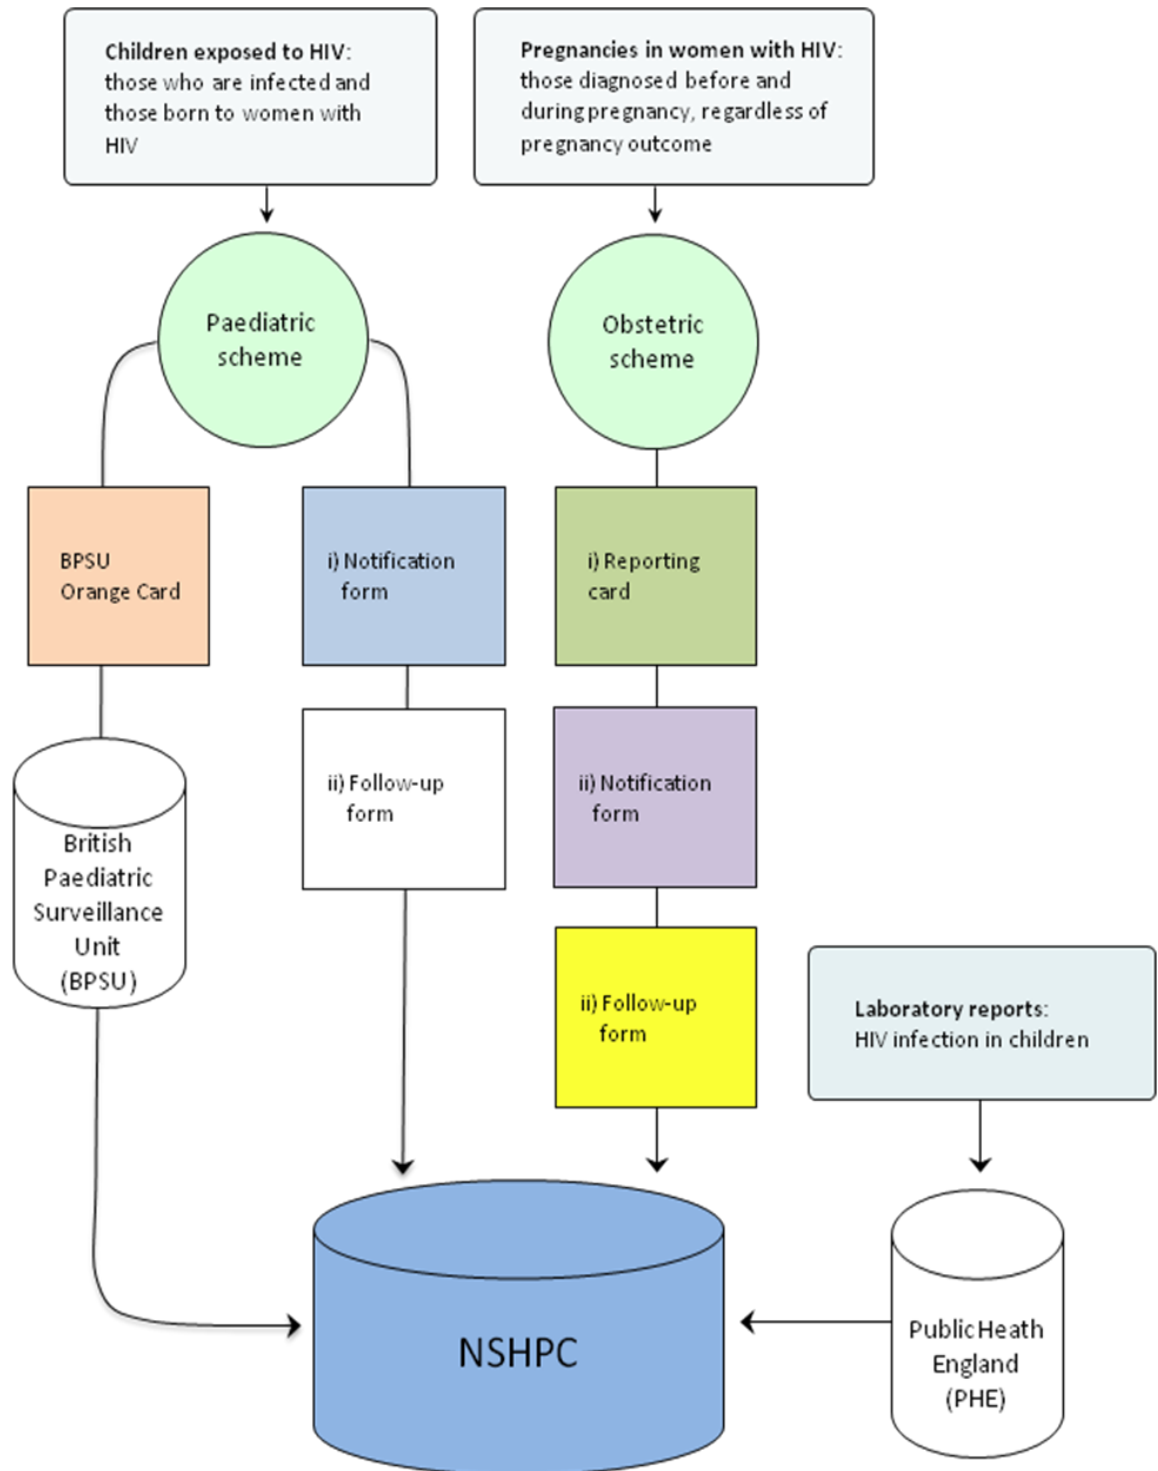 Children exposed to HIV:
those who are infected and
those born to women with
HIV
Pregnancies in women with HIV:
those diagnosed before and
during pregnancy, regardless of
pregnancy outcome
Paediatric
scheme
Obstetric
scheme
BPSU
Orange Card
i) Notification
form
i) Reporting
card
ii) Follow-up
form
ii) Notification
form
British
Paediatric
Surveillance
Unit
(BPSU)
ii) Follow-up
form
Laboratory reports:
HIV infection in children
NSHPC
Public Heath
England
(PHE)